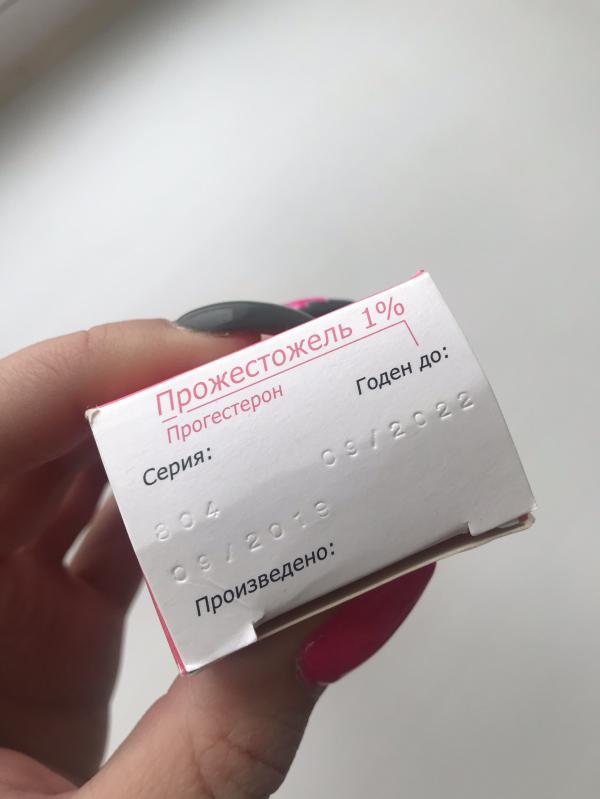 Прожестожель 1%
Прогестерон
Годен до:
Серия:
09/2022
804
09/2019
Произведено: